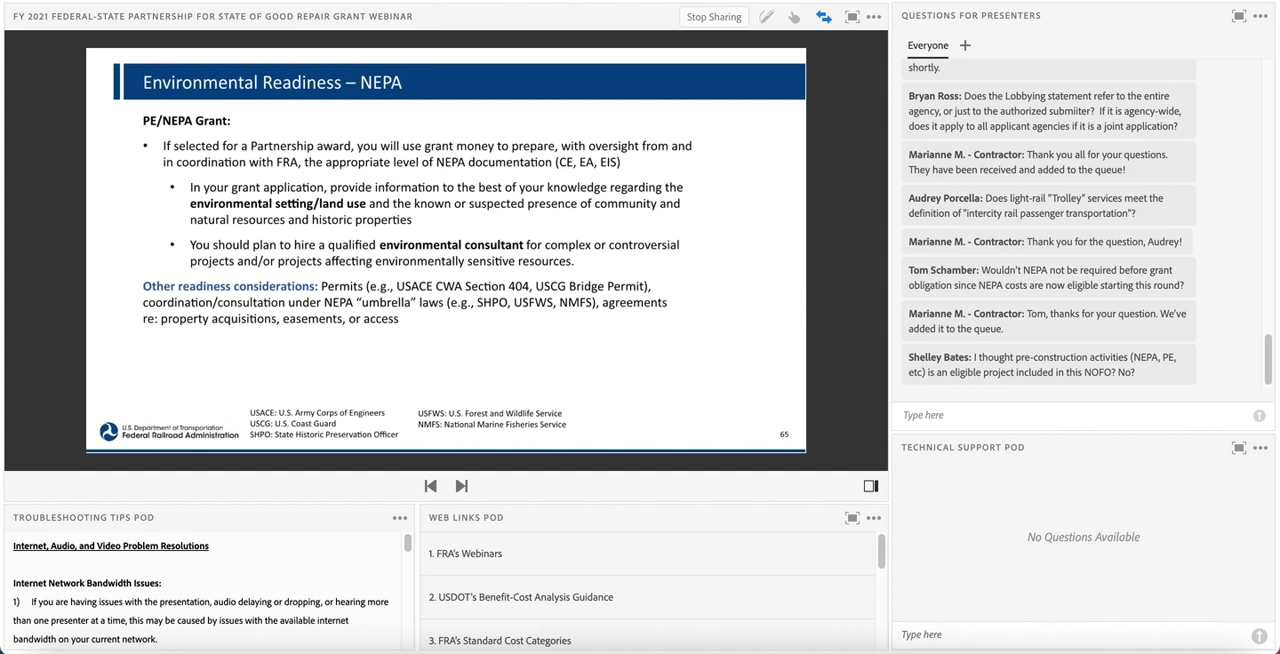 FY 2021 FEDERAL-STATE PARTNERSHIP FOR STATE OF GOOD REPAIR GRANT WEBINAR
Stop Sharing
Environmental Readiness – NEPA
PE/NEPA Grant:
• If selected for a Partnership award, you will use grant money to prepare, with oversight from and
in coordination with FRA, the appropriate level of NEPA documentation (CE, EA, EIS)
• In your grant application, provide information to the best of your knowledge regarding the
environmental setting/land use and the known or suspected presence of community and
natural resources and historic properties
• You should plan to hire a qualified environmental consultant for complex or controversial
projects and/or projects affecting environmentally sensitive resources.
Other readiness considerations: Permits (e.g., USACE CWA Section 404, USCG Bridge Permit),
coordination/consultation under NEPA “umbrella” laws (e.g., SHPO, USFWS, NMFS), agreements
re: property acquisitions, easements, or access
U.S. Department of Transportation
Federal Railroad Administration
USACE: U.S. Army Corps of Engineers
USCG: U.S. Coast Guard
SHPO: State Historic Preservation Officer
USFWS: U.S. Forest and Wildlife Service
NMFS: National Marine Fisheries Service
65
TROUBLESHOOTING TIPS POD
Internet, Audio, and Video Problem Resolutions
Internet Network Bandwidth Issues:
1) If you are having issues with the presentation, audio delaying or dropping, or hearing more
than one presenter at a time, this may be caused by issues with the available internet
bandwidth on your current network.
WEB LINKS POD
1. FRA's Webinars
2. USDOT's Benefit-Cost Analysis Guidance
3. FRA's Standard Cost Categories
QUESTIONS FOR PRESENTERS
Everyone
shortly.
Bryan Ross: Does the Lobbying statement refer to the entire
agency, or just to the authorized submiiter? If it is agency-wide,
does it apply to all applicant agencies if it is a joint application?
Marianne M. - Contractor: Thank you all for your questions.
They have been received and added to the queue!
Audrey Porcella: Does light-rail "Trolley" services meet the
definition of "intercity rail passenger transportation"?
Marianne M. - Contractor: Thank you for the question, Audrey!
Tom Schamber: Wouldn't NEPA not be required before grant
obligation since NEPA costs are now eligible starting this round?
Marianne M. - Contractor: Tom, thanks for your question. We've
added it to the queue.
Shelley Bates: I thought pre-construction activities (NEPA, PE,
etc) is an eligible project included in this NOFO? No?
Type here
TECHNICAL SUPPORT POD
No Questions Available
Type here